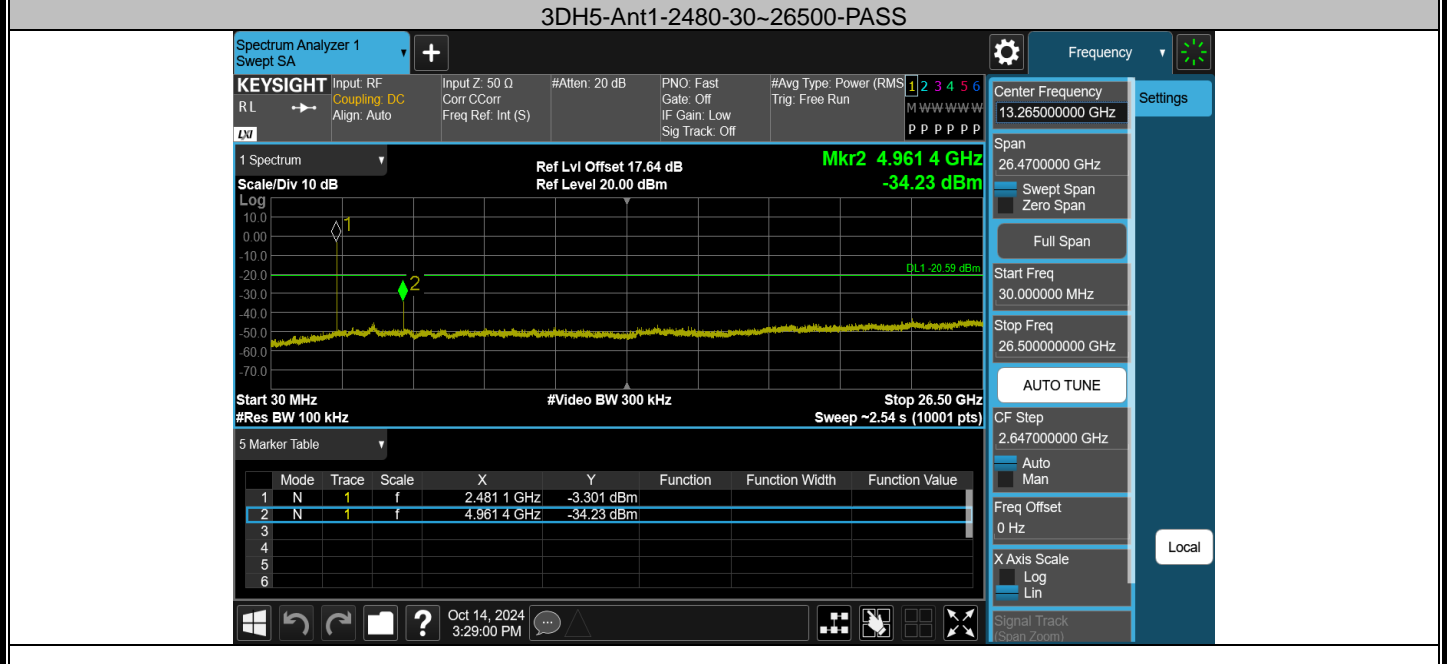 3DH5-Ant1-2480-30~26500-PASS
Spectrum Analyzer 1
Swept SA
+
Frequency
KEYSIGHT
R L
LXI
Input: RF
Coupling: DC
Align: Auto
Input Z: 50 Ω
Corr CCorr
Freq Ref: Int (S)
#Atten: 20 dB
PNO: Fast
Gate: Off
IF Gain: Low
Sig Track: Off
#Avg Type: Power (RMS
Trig: Free Run
1 2 3 4 5 6
M W W W W W
P P P P P P
1 Spectrum
Scale/Div 10 dB
Log
Ref Lvl Offset 17.64 dB
Ref Level 20.00 dBm
Mkr2 4.961 4 GHz
-34.23 dBm
10.0
0.00
-10.0
-20.0
-30.0
-40.0
-50.0
-60.0
-70.0
1
2
DL1 -20.59 dBm
Start 30 MHz
#Video BW 300 kHz
Stop 26.50 GHz
#Res BW 100 kHz
Sweep ~2.54 s (10001 pts)
5 Marker Table
Mode Trace Scale X Y Function Function Width Function Value
1 N 1 f 2.481 1 GHz -3.301 dBm
2 N 1 f 4.961 4 GHz -34.23 dBm
3
4
5
6
?
Oct 14, 2024
3:29:00 PM
Center Frequency
13.265000000 GHz
Span
26.4700000 GHz
Swept Span
Zero Span
Full Span
Start Freq
30.000000 MHz
Stop Freq
26.500000000 GHz
AUTO TUNE
CF Step
2.647000000 GHz
Auto
Man
Freq Offset
0 Hz
X Axis Scale
Log
Lin
Signal Track
(Span Zoom)
Settings
Local